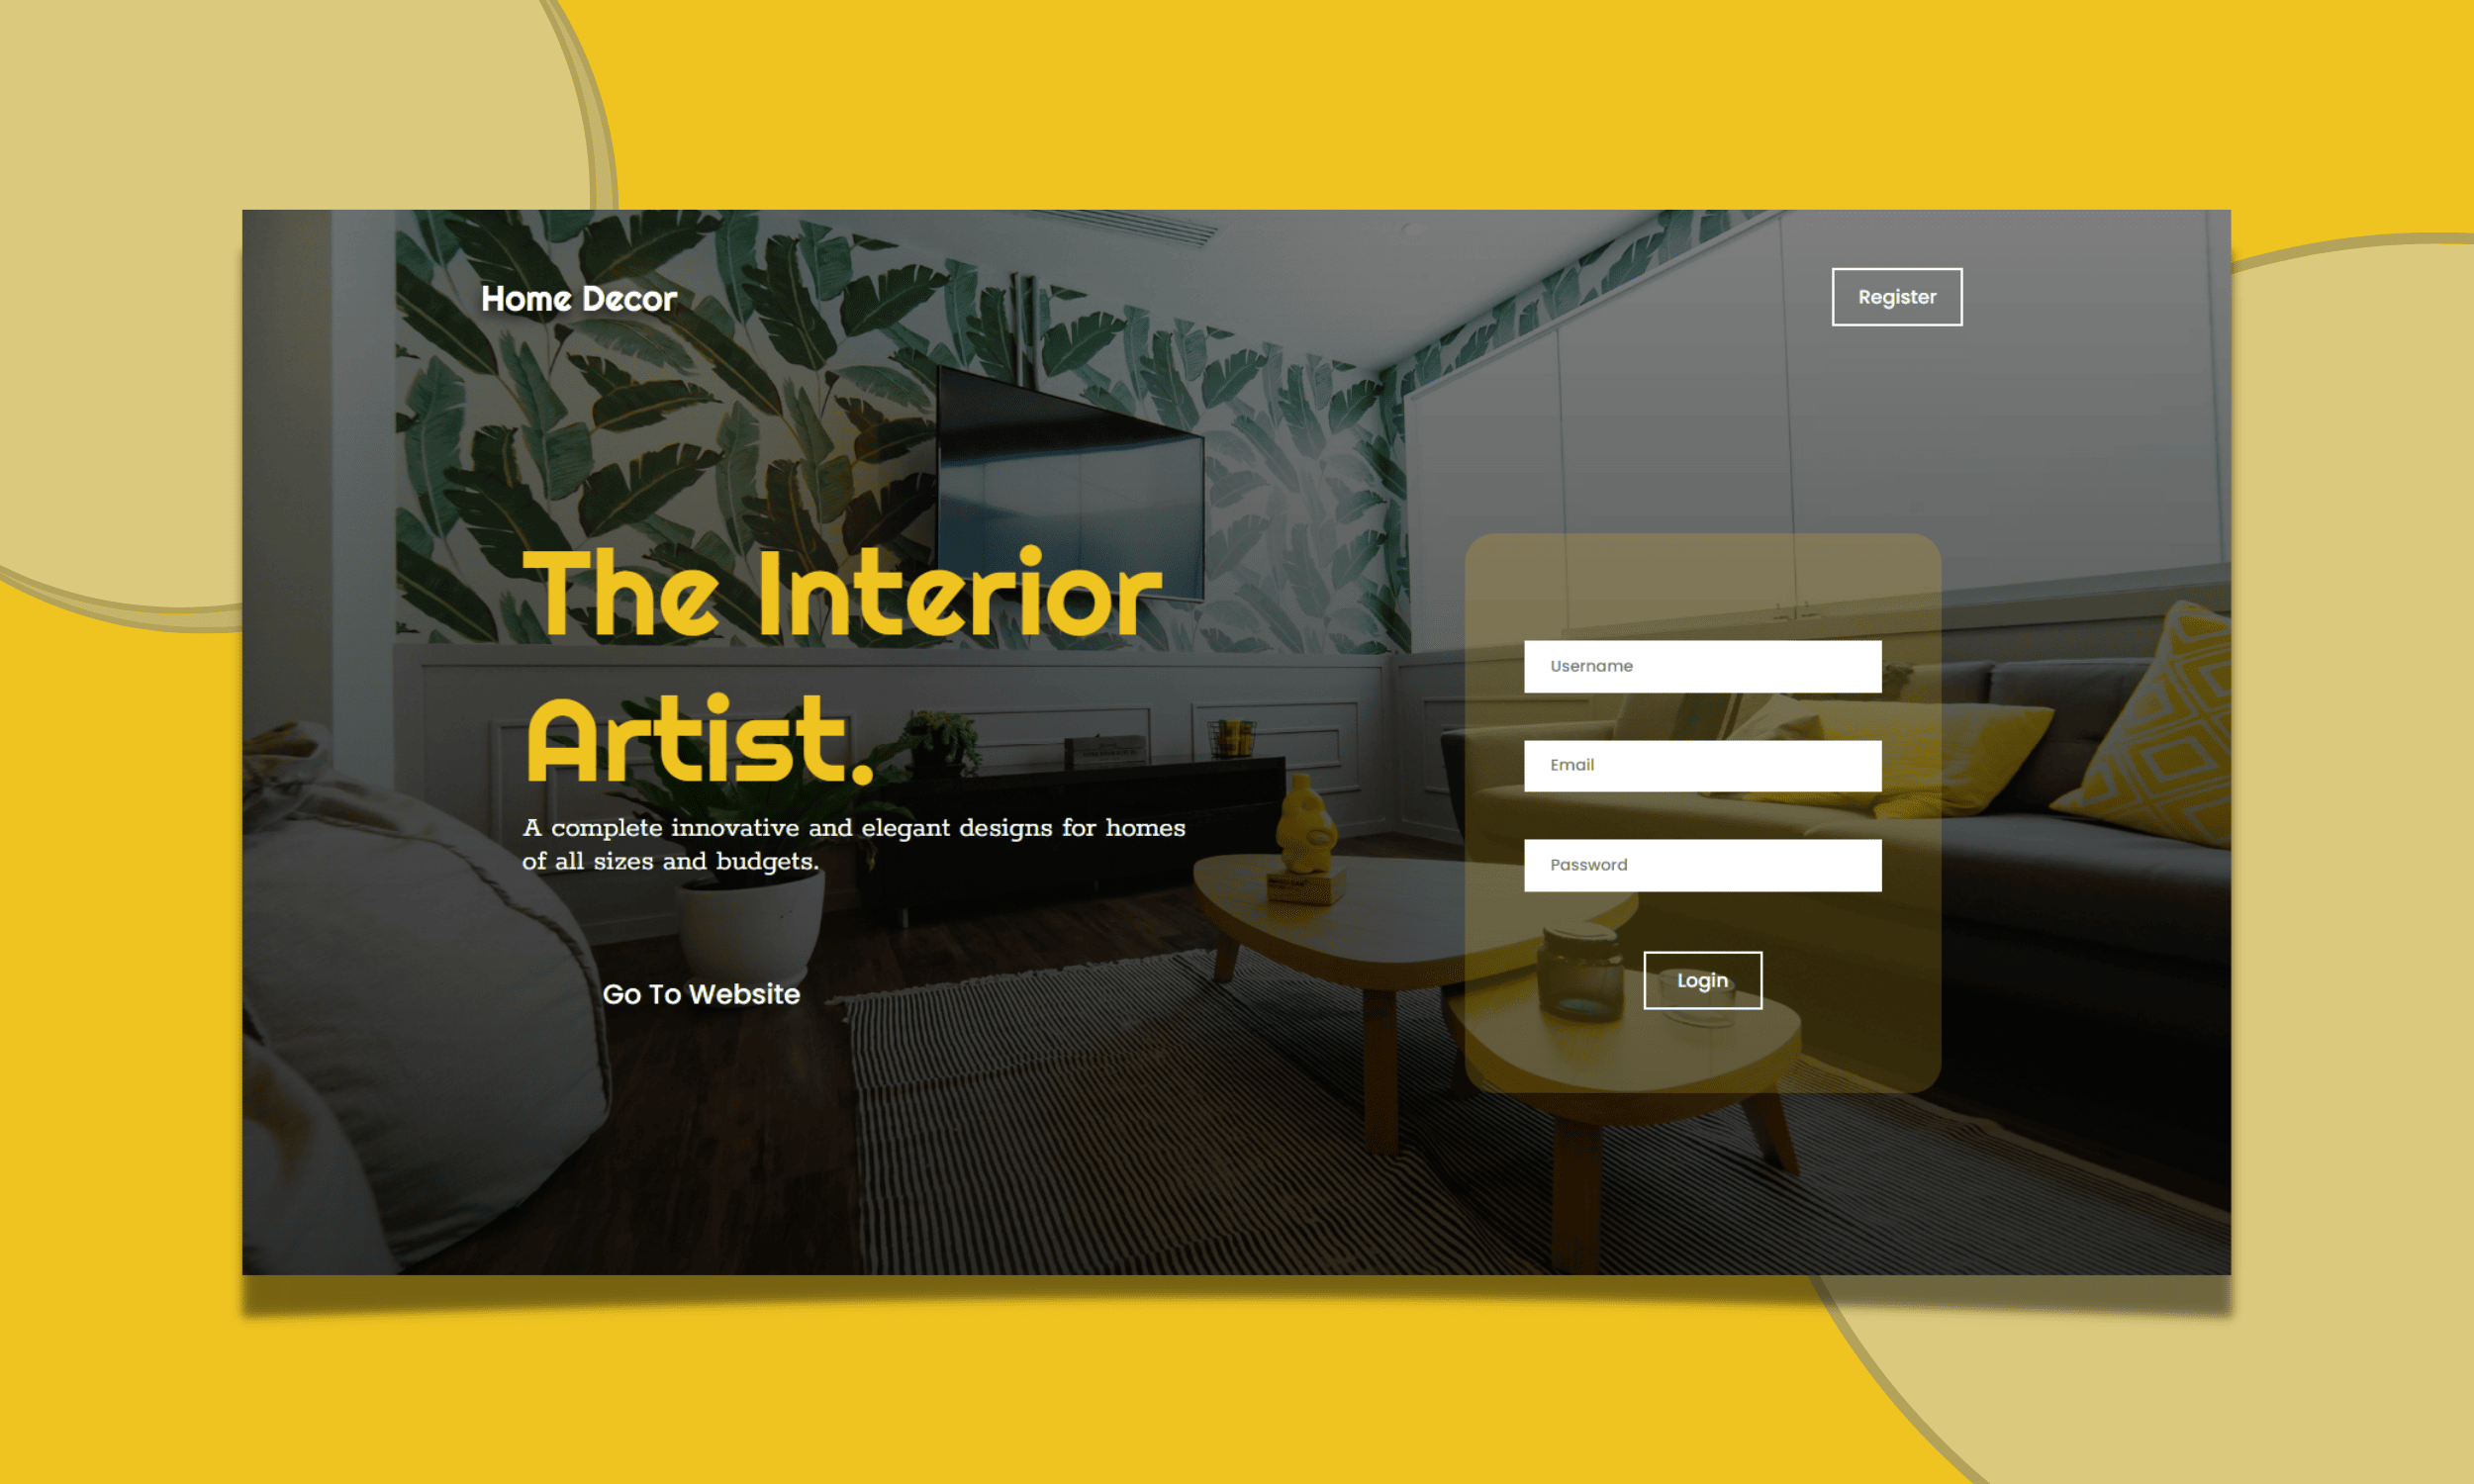 Home Decor
Register
The Interior
Artist.
A complete innovative and elegant designs for homes
of all sizes and budgets.
Go To Website
Username
Email
Password
Login